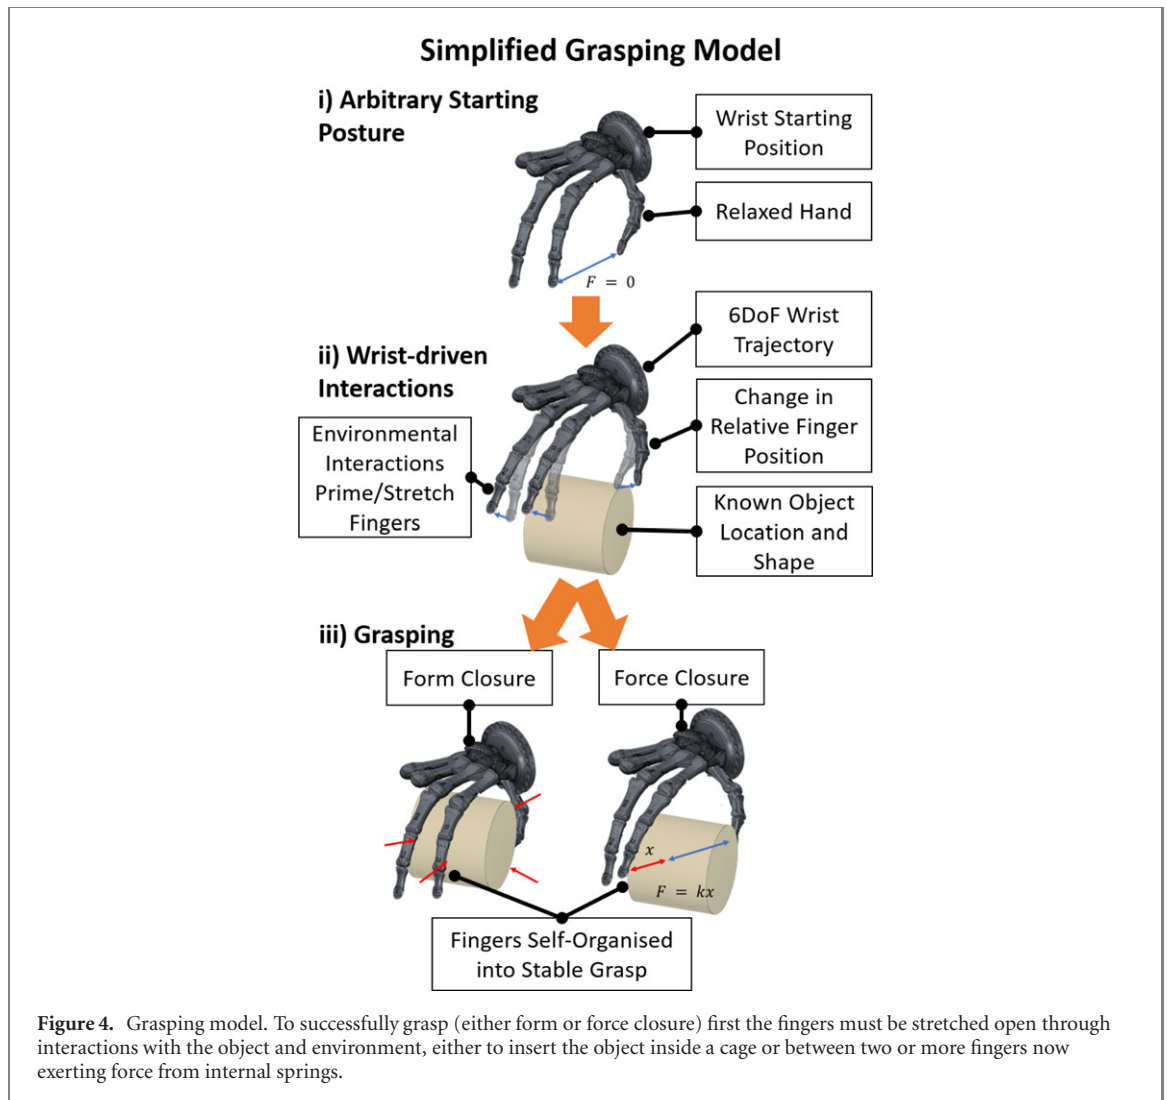 Simplified Grasping Model
i) Arbitrary Starting
Posture
Wrist Starting
Position
Relaxed Hand
F = 0
ii) Wrist-driven
Interactions
6DoF Wrist
Trajectory
Change in
Relative Finger
Position
Environmental
Interactions
Prime/Stretch
Fingers
Known Object
Location and
Shape
iii) Grasping
Form Closure
Force Closure
x
F = kx
Fingers Self-Organised
into Stable Grasp
Figure 4. Grasping model. To successfully grasp (either form or force closure) first the fingers must be stretched open through
interactions with the object and environment, either to insert the object inside a cage or between two or more fingers now
exerting force from internal springs.